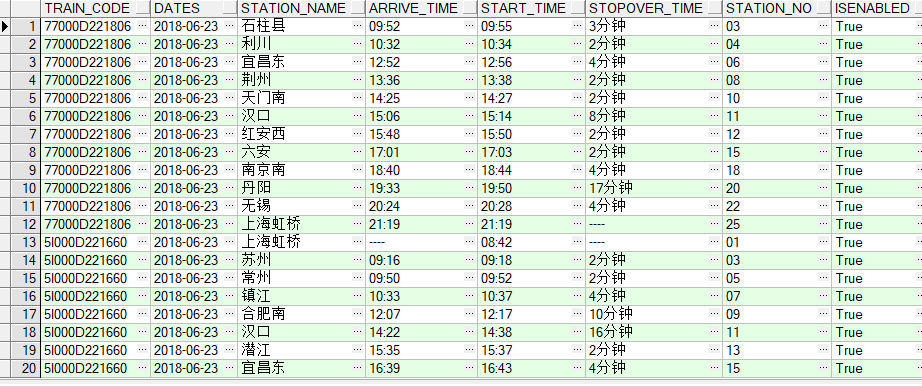 TRAIN_CODE DATES STATION_NAME ARRIVE_TIME START_TIME STOPOVER_TIME STATION_NO ISENABLED
1 77000D221806 ... 2018-06-23 ... 石柱县 ... 09:52 ... 09:55 ... 3分钟 ... 03 ... True
2 77000D221806 ... 2018-06-23 ... 利川 ... 10:32 ... 10:34 ... 2分钟 ... 04 ... True
3 77000D221806 ... 2018-06-23 ... 宜昌东 ... 12:52 ... 12:56 ... 4分钟 ... 06 ... True
4 77000D221806 ... 2018-06-23 ... 荆州 ... 13:36 ... 13:38 ... 2分钟 ... 08 ... True
5 77000D221806 ... 2018-06-23 ... 天门南 ... 14:25 ... 14:27 ... 2分钟 ... 10 ... True
6 77000D221806 ... 2018-06-23 ... 汉口 ... 15:06 ... 15:14 ... 8分钟 ... 11 ... True
7 77000D221806 ... 2018-06-23 ... 红安西 ... 15:48 ... 15:50 ... 2分钟 ... 12 ... True
8 77000D221806 ... 2018-06-23 ... 六安 ... 17:01 ... 17:03 ... 2分钟 ... 15 ... True
9 77000D221806 ... 2018-06-23 ... 南京南 ... 18:40 ... 18:44 ... 4分钟 ... 18 ... True
10 77000D221806 ... 2018-06-23 ... 丹阳 ... 19:33 ... 19:50 ... 17分钟 ... 20 ... True
11 77000D221806 ... 2018-06-23 ... 无锡 ... 20:24 ... 20:28 ... 4分钟 ... 22 ... True
12 77000D221806 ... 2018-06-23 ... 上海虹桥 ... 21:19 ... 21:19 ... ---- ... 25 ... True
13 5l000D221660 ... 2018-06-23 ... 上海虹桥 ... ---- ... 08:42 ... ---- ... 01 ... True
14 5l000D221660 ... 2018-06-23 ... 苏州 ... 09:16 ... 09:18 ... 2分钟 ... 03 ... True
15 5l000D221660 ... 2018-06-23 ... 常州 ... 09:50 ... 09:52 ... 2分钟 ... 05 ... True
16 5l000D221660 ... 2018-06-23 ... 镇江 ... 10:33 ... 10:37 ... 4分钟 ... 07 ... True
17 5l000D221660 ... 2018-06-23 ... 合肥南 ... 12:07 ... 12:17 ... 10分钟 ... 09 ... True
18 5l000D221660 ... 2018-06-23 ... 汉口 ... 14:22 ... 14:38 ... 16分钟 ... 11 ... True
19 5l000D221660 ... 2018-06-23 ... 潜江 ... 15:35 ... 15:37 ... 2分钟 ... 13 ... True
20 5l000D221660 ... 2018-06-23 ... 宜昌东 ... 16:39 ... 16:43 ... 4分钟 ... 15 ... True